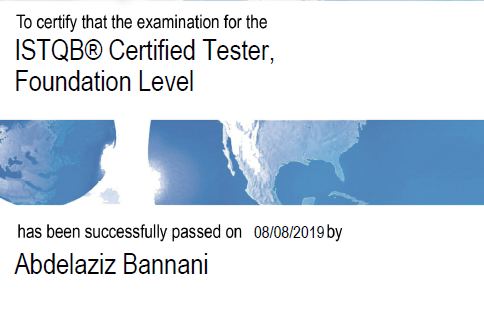 To certify that the examination for the
ISTQB® Certified Tester,
Foundation Level
has been successfully passed on 08/08/2019 by
Abdelaziz Bannani